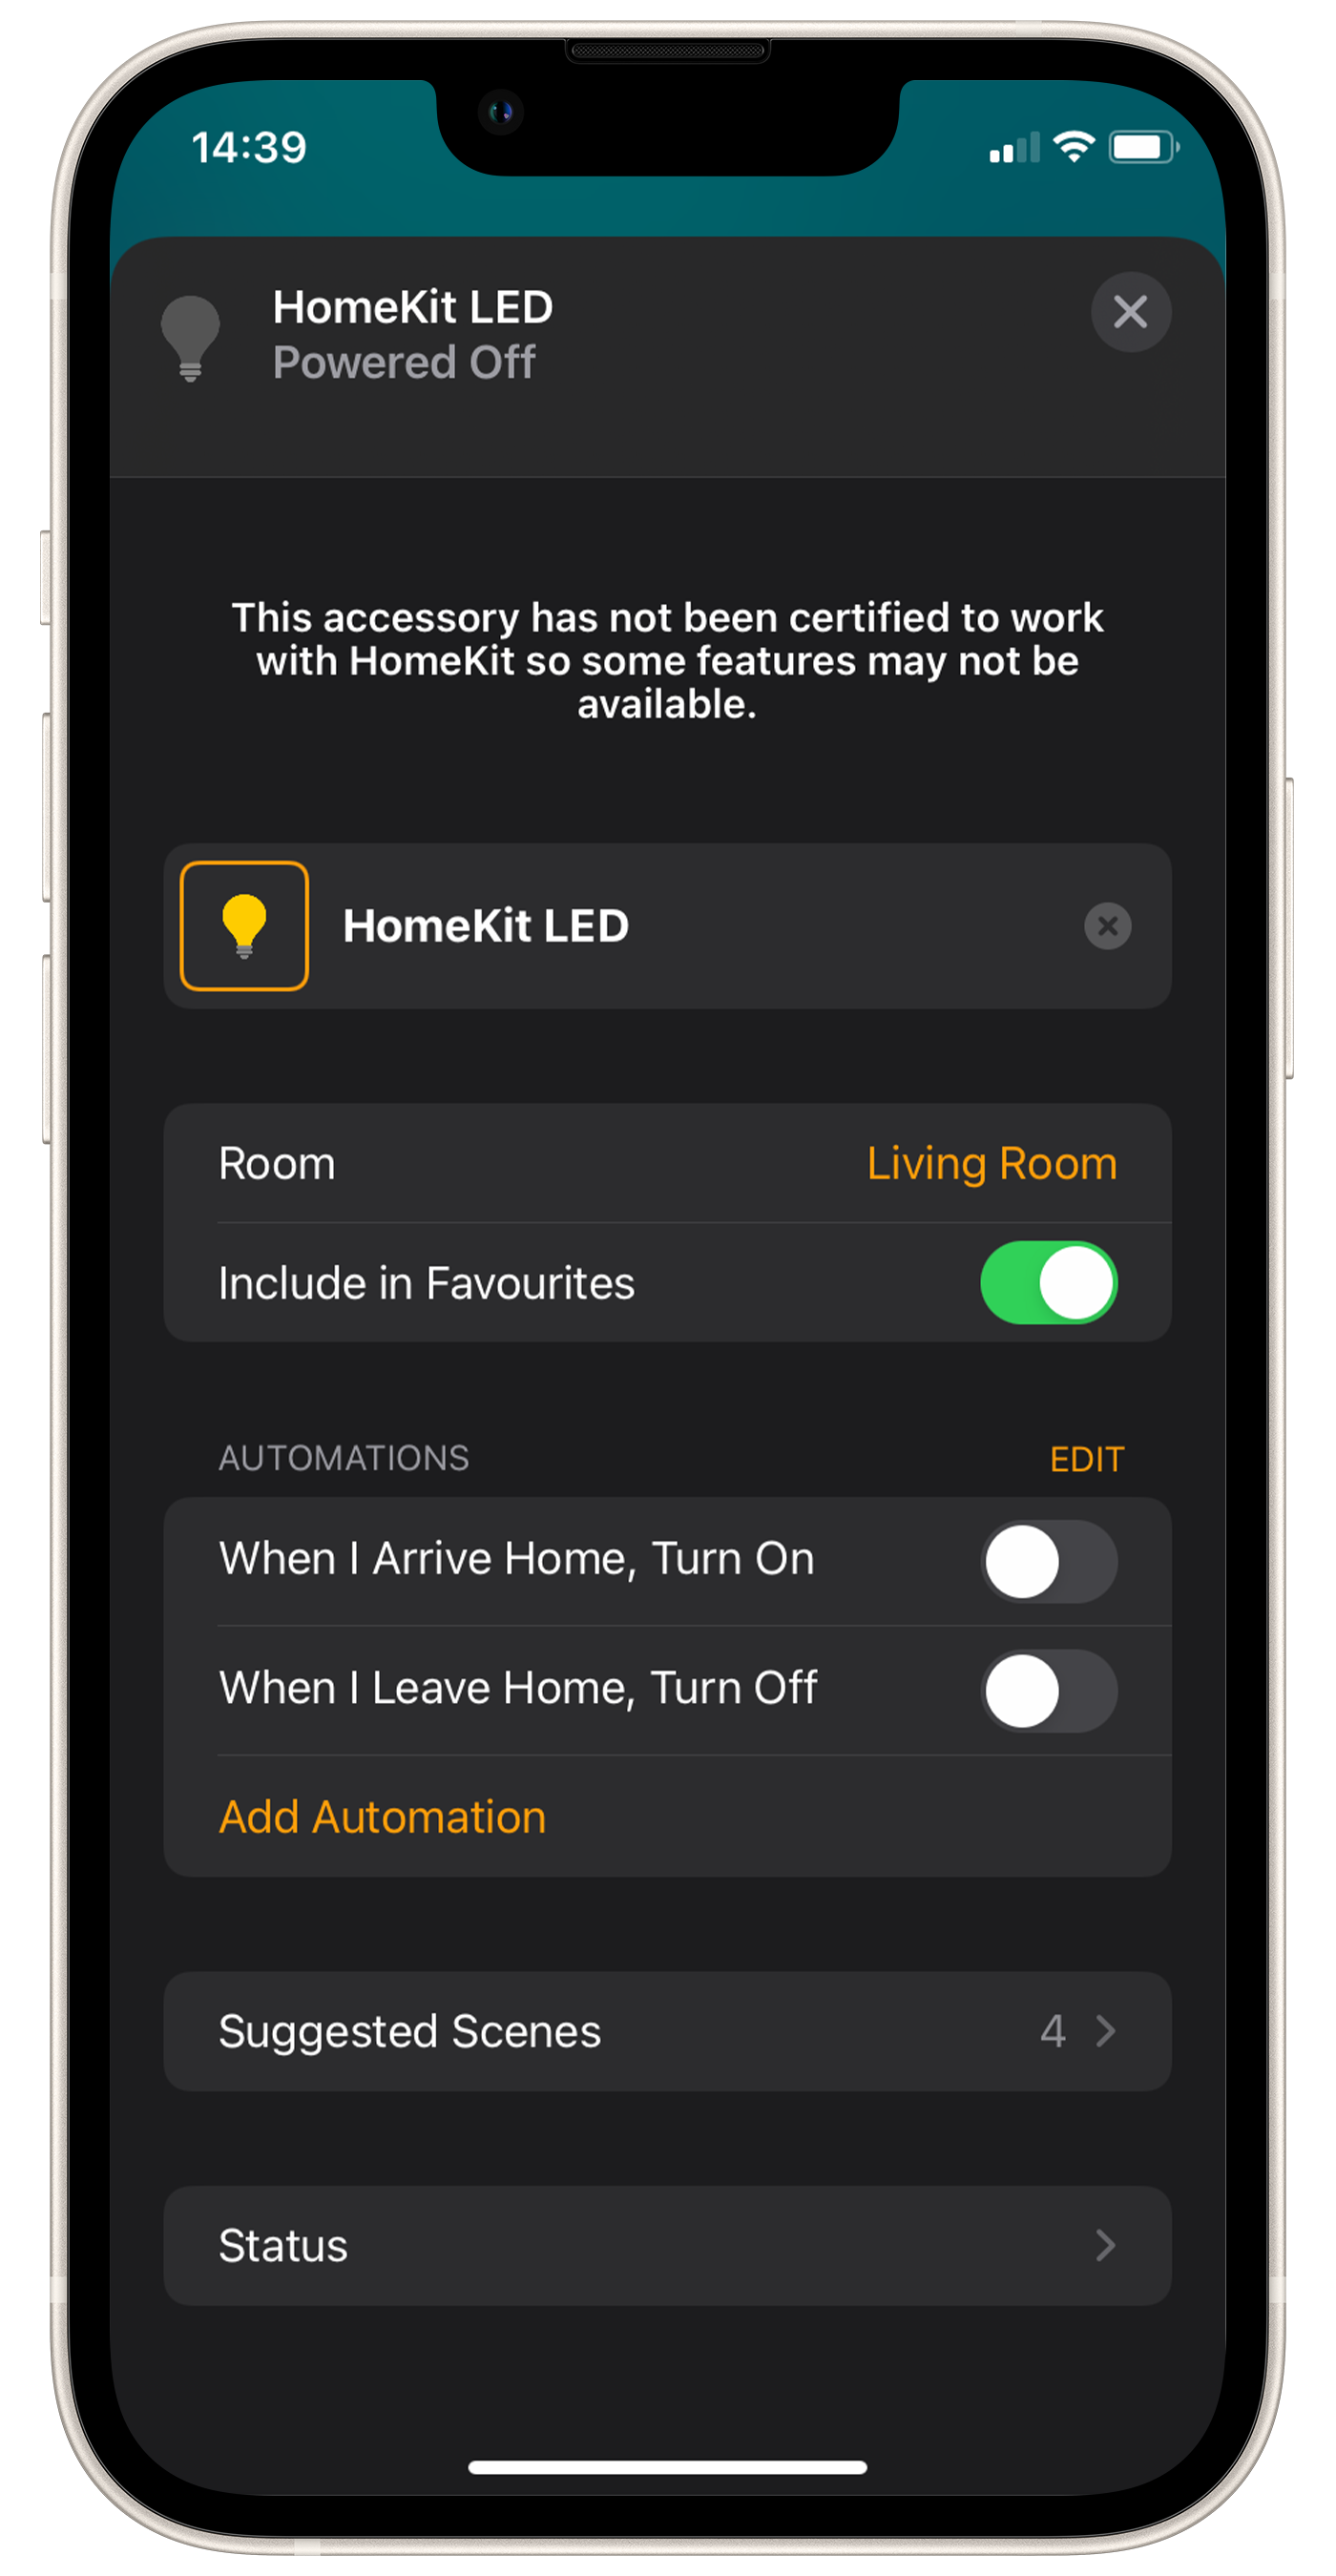 14:39
HomeKit LED
Powered Off
This accessory has not been certified to work
with HomeKit so some features may not be
available.
HomeKit LED
Room
Living Room
Include in Favourites
AUTOMATIONS
EDIT
When I Arrive Home, Turn On
When I Leave Home, Turn Off
Add Automation
Suggested Scenes
4
Status